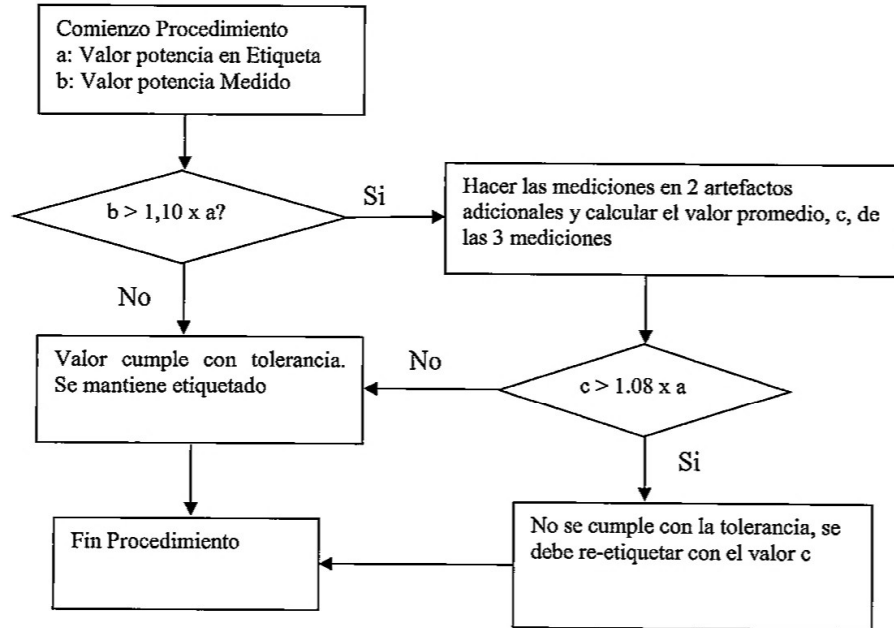 Comienzo Procedimiento
a: Valor potencia en Etiqueta
b: Valor potencia Medido
b > 1,10 x a?
Si
Hacer las mediciones en 2 artefactos
adicionales y calcular el valor promedio, c, de
las 3 mediciones
No
Valor cumple con tolerancia.
Se mantiene etiquetado
No
c > 1.08 x a
Si
Fin Procedimiento
No se cumple con la tolerancia, se
debe re-etiquetar con el valor c